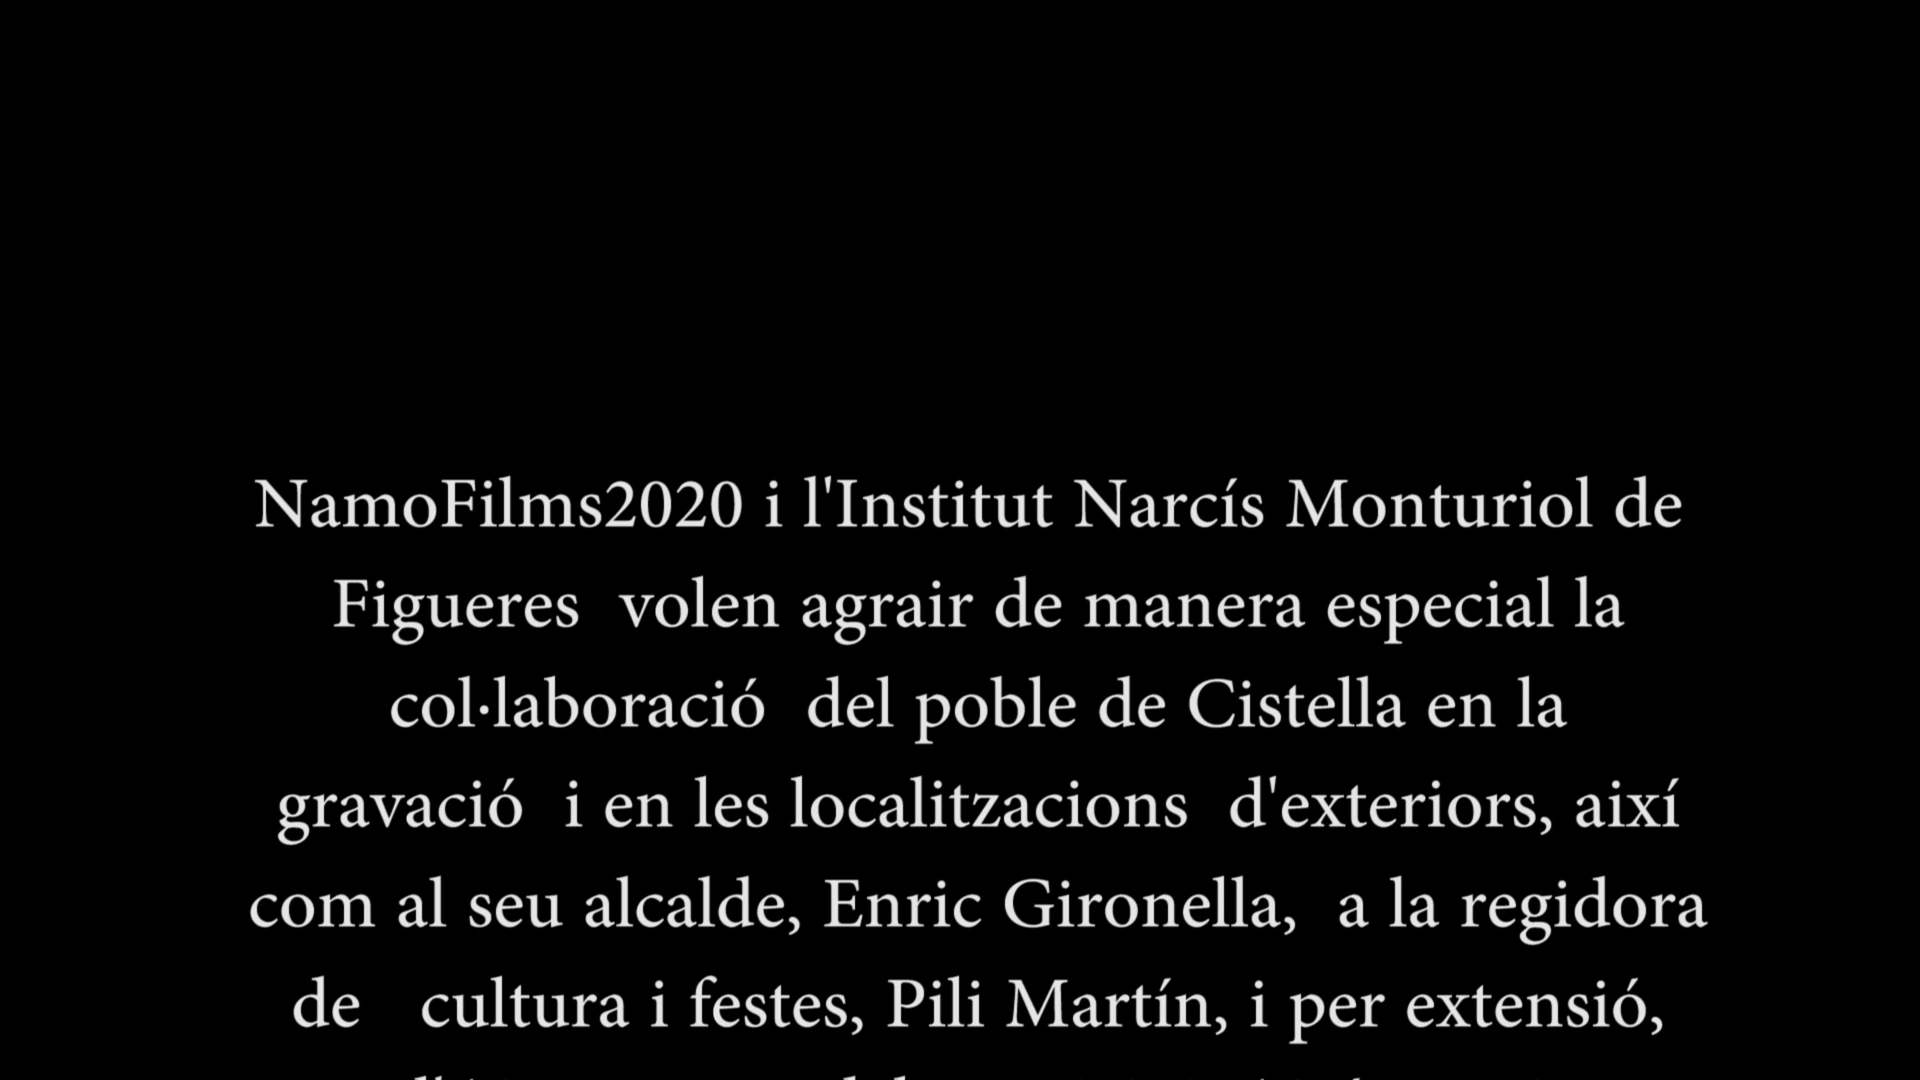 NamoFilms2020 i l'Institut Narcís Monturiol de
Figueres volen agrair de manera especial la
col·laboració del poble de Cistella en la
gravació i en les localitzacions d'exteriors, així
com al seu alcalde, Enric Gironella, a la regidora
de cultura i festes, Pili Martín, i per extensió,